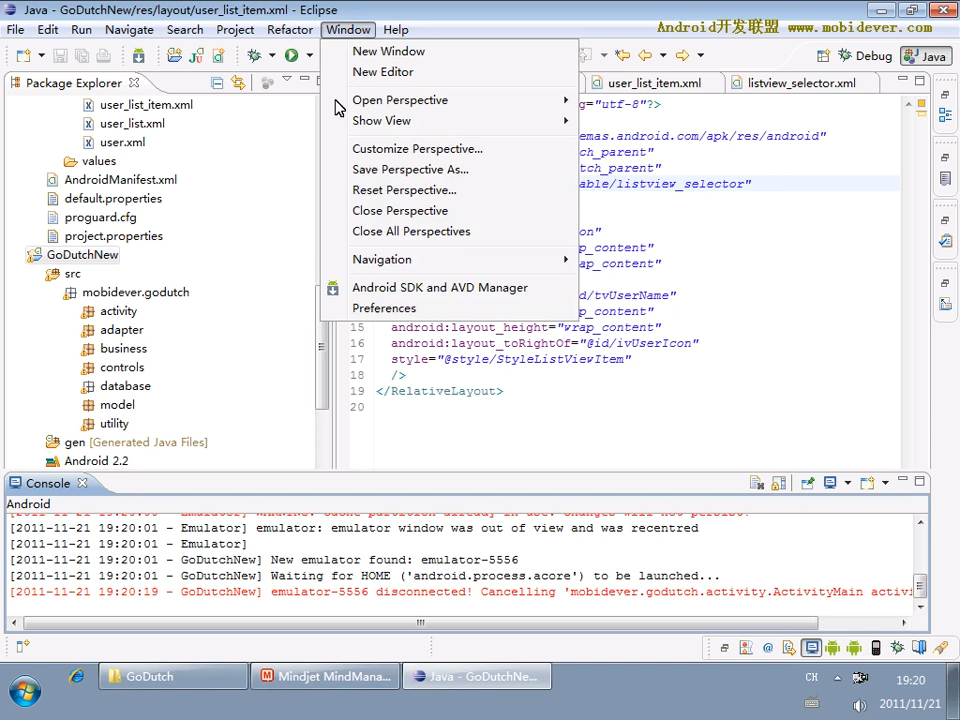 Java - GoDutchNew/res/layout/user_list_item.xml - Eclipse
File Edit Run Navigate Search Project Refactor Window Help
Android开发联盟 www.mobidever.com
Debug Java
Package Explorer
user_list_item.xml
user_list.xml
user.xml
values
AndroidManifest.xml
default.properties
proguard.cfg
project.properties
GoDutchNew
src
mobidever.godutch
activity
adapter
business
controls
database
model
utility
gen [Generated Java Files]
Android 2.2
New Window
New Editor
Open Perspective
Show View
Customize Perspective...
Save Perspective As...
Reset Perspective...
Close Perspective
Close All Perspectives
Navigation
Android SDK and AVD Manager
Preferences
user_list_item.xml listview_selector.xml
g="utf-8"?>
emas.android.com/apk/res/android"
tch_parent"
tch_parent"
able/listview_selector"
on"
p_content"
p_content"
d/tvUserName"
p_content"
15 android:layout_height="wrap_content"
16 android:layout_toRightOf="@id/ivUserIcon"
17 style="@style/StyleListViewItem"
18 />
19 </RelativeLayout>
20
Console
Android
[2011-11-21 19:20:01 - Emulator] emulator: emulator window was out of view and was recentred
[2011-11-21 19:20:01 - Emulator]
[2011-11-21 19:20:01 - GoDutchNew] New emulator found: emulator-5556
[2011-11-21 19:20:01 - GoDutchNew] Waiting for HOME ('android.process.acore') to be launched...
[2011-11-21 19:20:19 - GoDutchNew] emulator-5556 disconnected! Cancelling 'mobidever.godutch.activity.ActivityMain activi
GoDutch Mindjet MindMana... Java - GoDutchNe... CH 19:20
2011/11/21